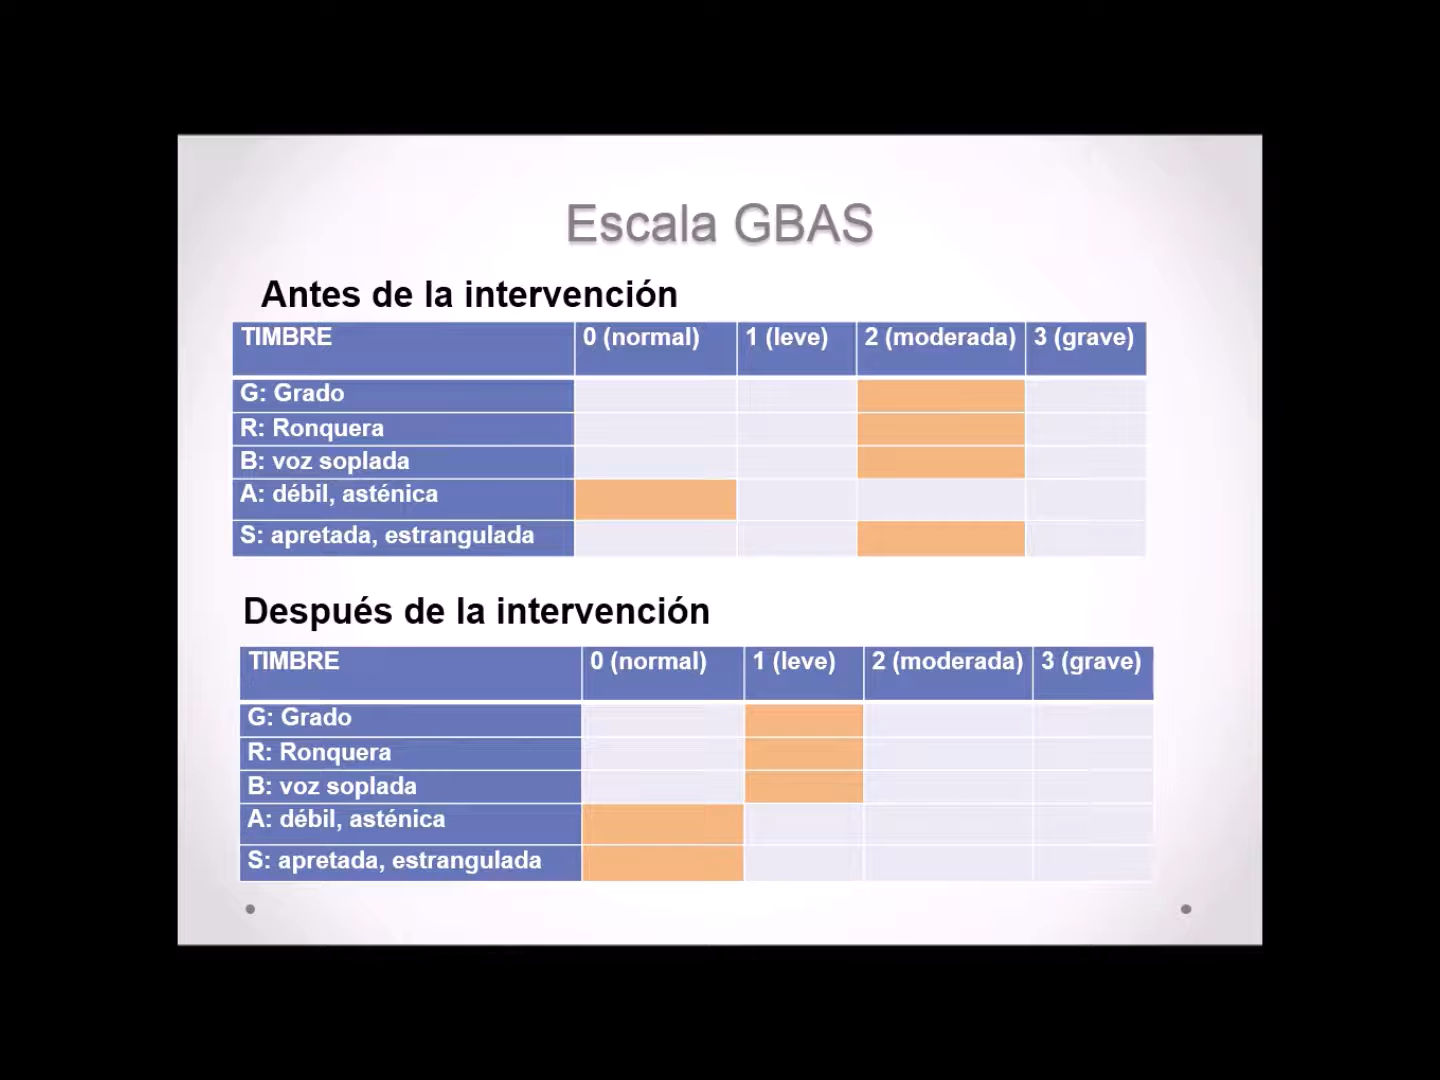 Escala GBAS
Antes de la intervención
TIMBRE 0 (normal) 1 (leve) 2 (moderada) 3 (grave)
G: Grado
R: Ronquera
B: voz soplada
A: débil, asténica
S: apretada, estrangulada
Después de la intervención
TIMBRE 0 (normal) 1 (leve) 2 (moderada) 3 (grave)
G: Grado
R: Ronquera
B: voz soplada
A: débil, asténica
S: apretada, estrangulada